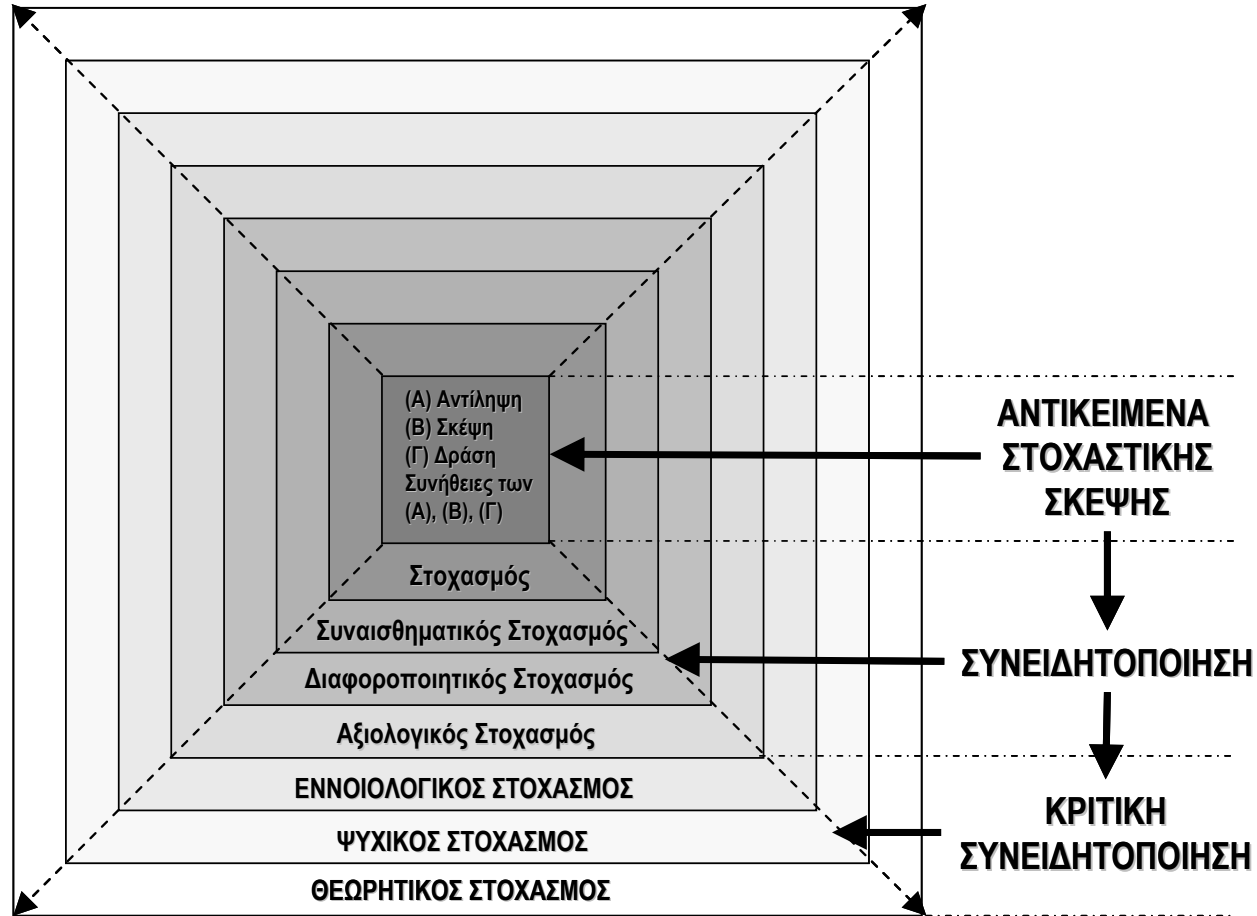 (Α) Αντίληψη
(Β) Σκέψη
(Γ) Δράση
Συνήθειες των
(Α), (Β), (Γ)
Στοχασμός
Συναισθηματικός Στοχασμός
Διαφοροποιητικός Στοχασμός
Αξιολογικός Στοχασμός
ΕΝΝΟΙΟΛΟΓΙΚΟΣ ΣΤΟΧΑΣΜΟΣ
ΨΥΧΙΚΟΣ ΣΤΟΧΑΣΜΟΣ
ΘΕΩΡΗΤΙΚΟΣ ΣΤΟΧΑΣΜΟΣ
ΑΝΤΙΚΕΙΜΕΝΑ
ΣΤΟΧΑΣΤΙΚΗΣ
ΣΚΕΨΗΣ
ΣΥΝΕΙΔΗΤΟΠΟΙΗΣΗ
ΚΡΙΤΙΚΗ
ΣΥΝΕΙΔΗΤΟΠΟΙΗΣΗ